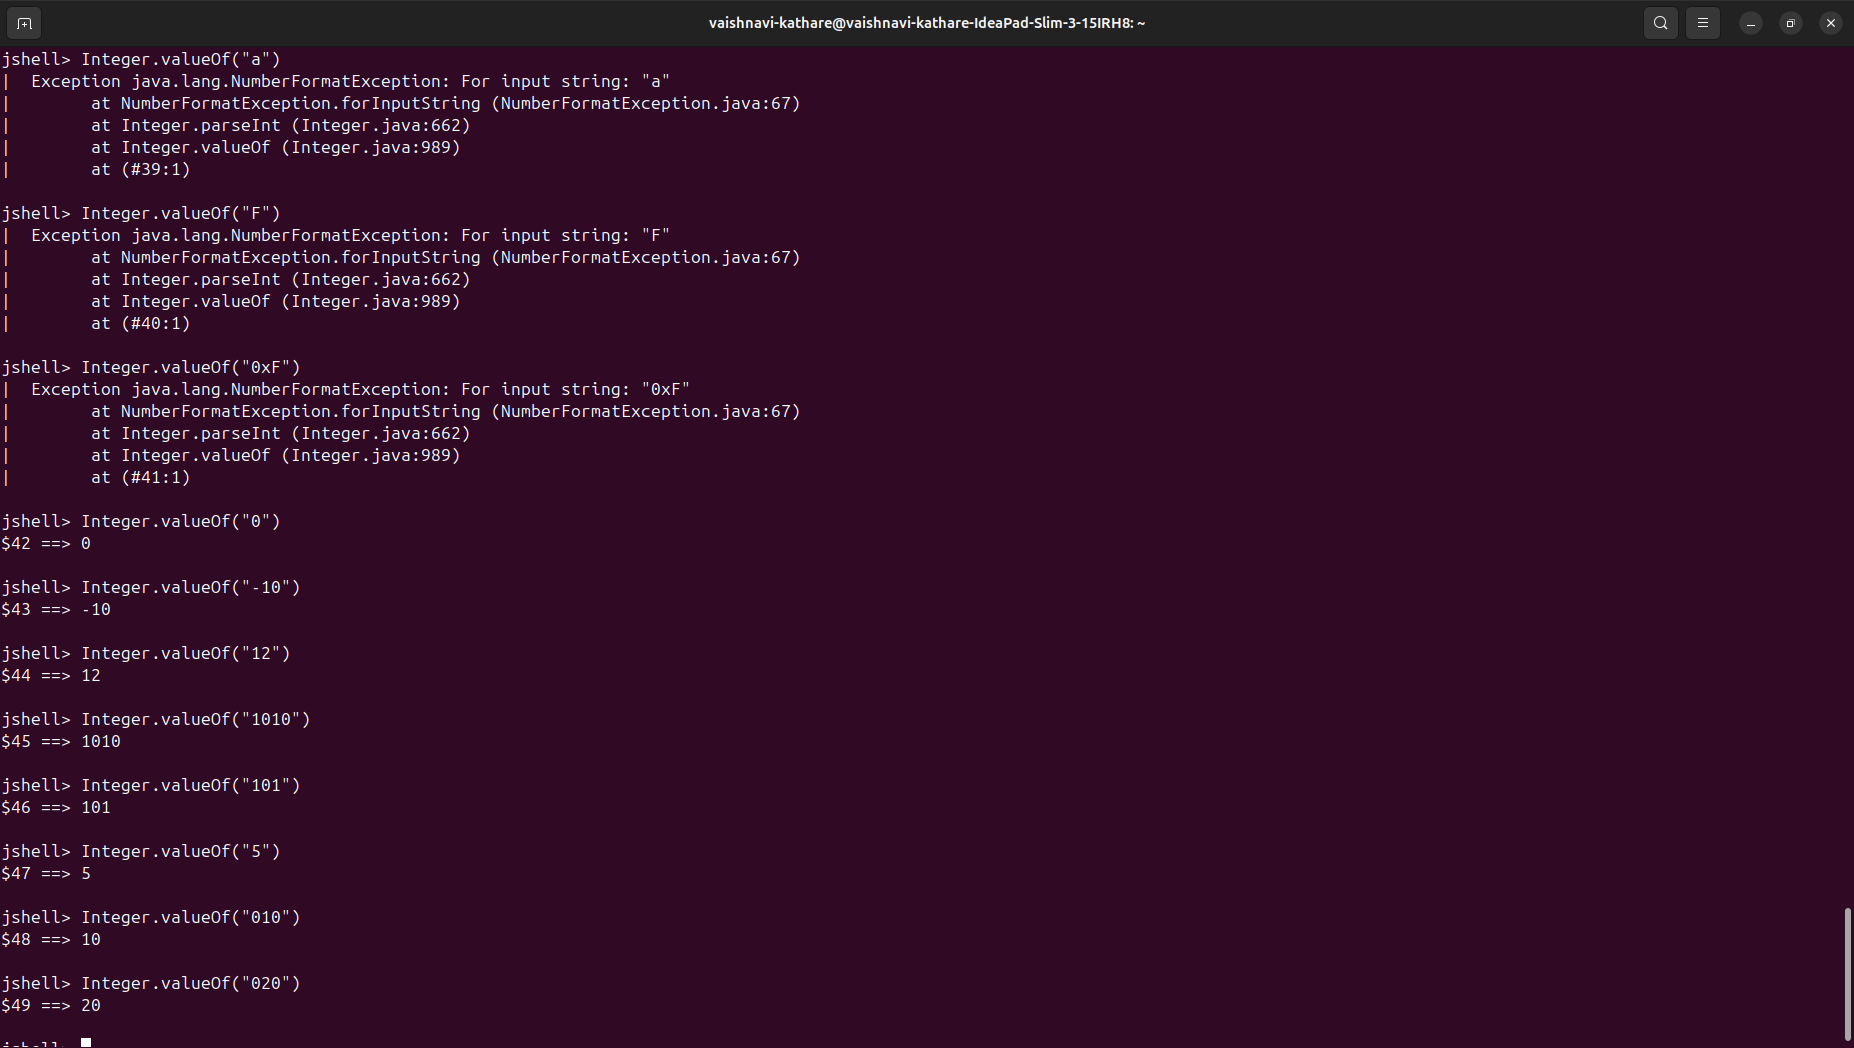 vaishnavi-kathare@vaishnavi-kathare-IdeaPad-Slim-3-15IRH8: ~
jshell> Integer.valueOf("a")
|  Exception java.lang.NumberFormatException: For input string: "a"
|        at NumberFormatException.forInputString (NumberFormatException.java:67)
|        at Integer.parseInt (Integer.java:662)
|        at Integer.valueOf (Integer.java:989)
|        at (#39:1)
jshell> Integer.valueOf("F")
|  Exception java.lang.NumberFormatException: For input string: "F"
|        at NumberFormatException.forInputString (NumberFormatException.java:67)
|        at Integer.parseInt (Integer.java:662)
|        at Integer.valueOf (Integer.java:989)
|        at (#40:1)
jshell> Integer.valueOf("0xF")
|  Exception java.lang.NumberFormatException: For input string: "0xF"
|        at NumberFormatException.forInputString (NumberFormatException.java:67)
|        at Integer.parseInt (Integer.java:662)
|        at Integer.valueOf (Integer.java:989)
|        at (#41:1)
jshell> Integer.valueOf("0")
$42 ==> 0
jshell> Integer.valueOf("-10")
$43 ==> -10
jshell> Integer.valueOf("12")
$44 ==> 12
jshell> Integer.valueOf("1010")
$45 ==> 1010
jshell> Integer.valueOf("101")
$46 ==> 101
jshell> Integer.valueOf("5")
$47 ==> 5
jshell> Integer.valueOf("010")
$48 ==> 10
jshell> Integer.valueOf("020")
$49 ==> 20
jshell>